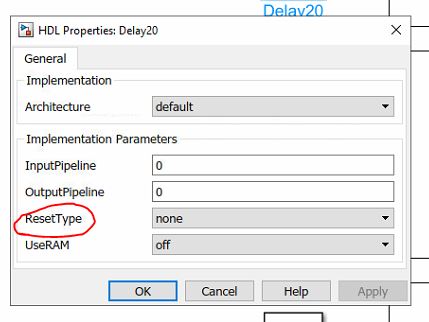 Delay20
HDL Properties: Delay20
General
Implementation
Architecture default
Implementation Parameters
InputPipeline 0
OutputPipeline 0
ResetType none
UseRAM off
OK Cancel Help Apply